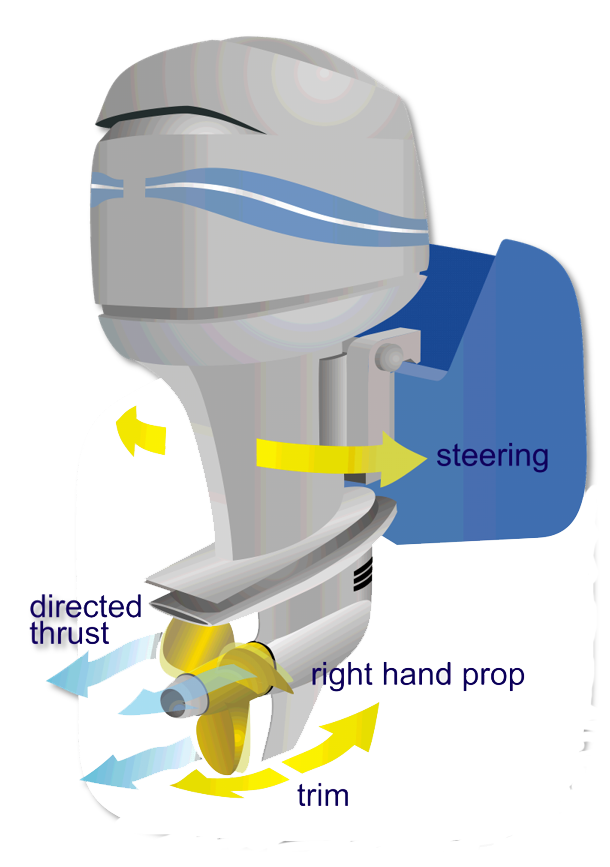 steering
directed
thrust
right hand prop
trim